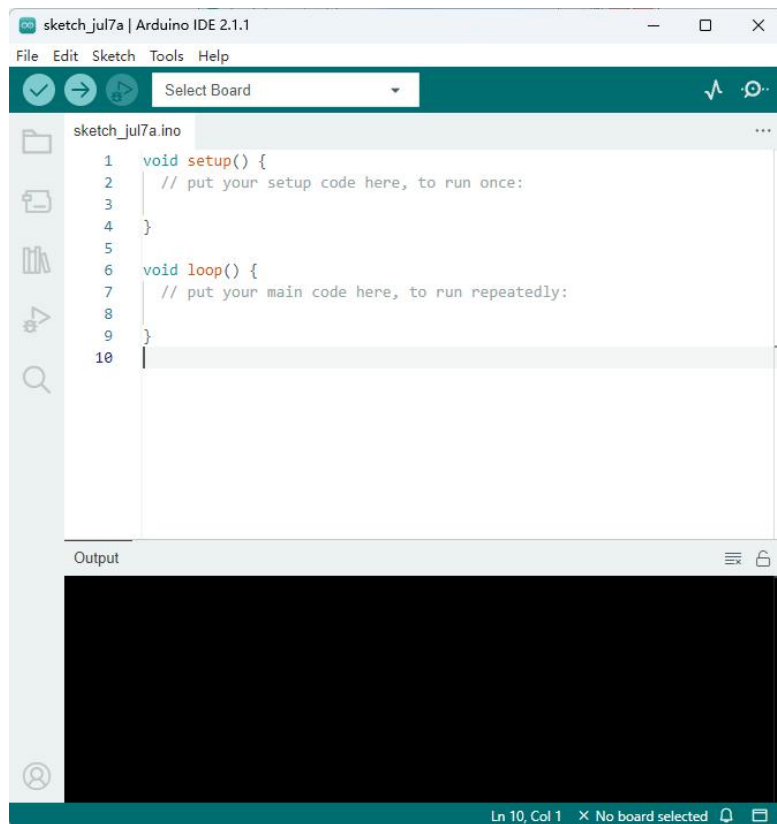 sketch_jul7a | Arduino IDE 2.1.1
File Edit Sketch Tools Help
Select Board
sketch_jul7a.ino
1 void setup() {
2 // put your setup code here, to run once:
3
4 }
5
6 void loop() {
7 // put your main code here, to run repeatedly:
8
9 }
10
Output
Ln 10, Col 1 × No board selected